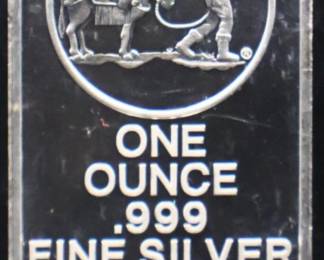 ®
ONE
OUNCE
.999
FINE SILVER